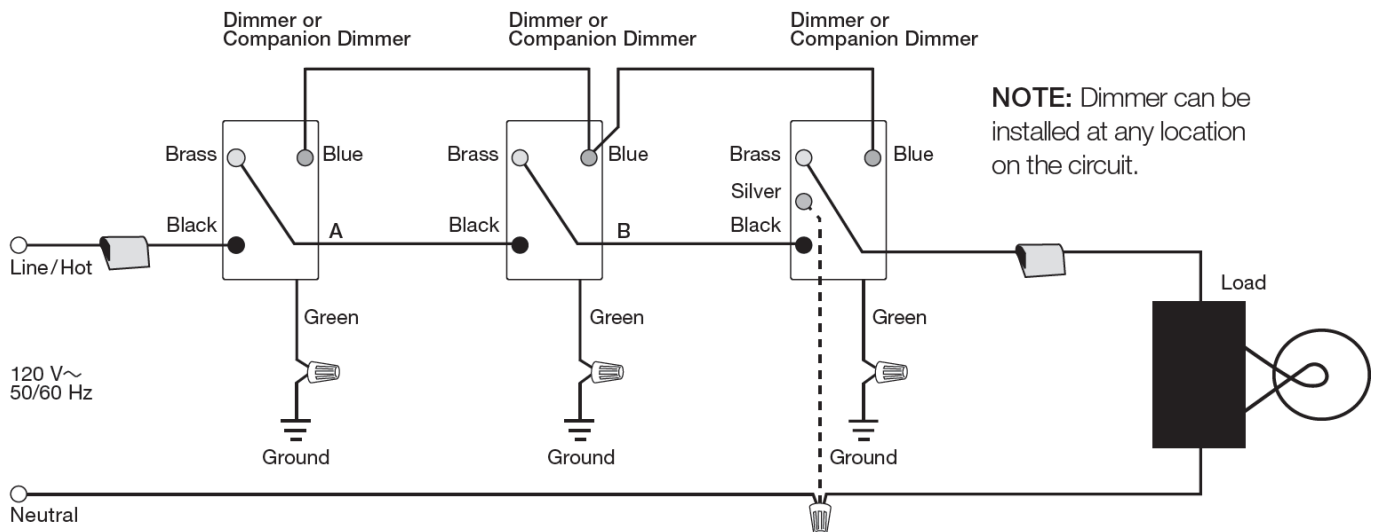 Dimmer or
Companion Dimmer
Dimmer or
Companion Dimmer
Dimmer or
Companion Dimmer
NOTE: Dimmer can be
installed at any location
on the circuit.
Brass
Blue
Brass
Blue
Brass
Blue
Silver
Black
A
Black
B
Black
Line/Hot
Load
Green
Green
Green
120 V~
50/60 Hz
Ground
Ground
Ground
Neutral